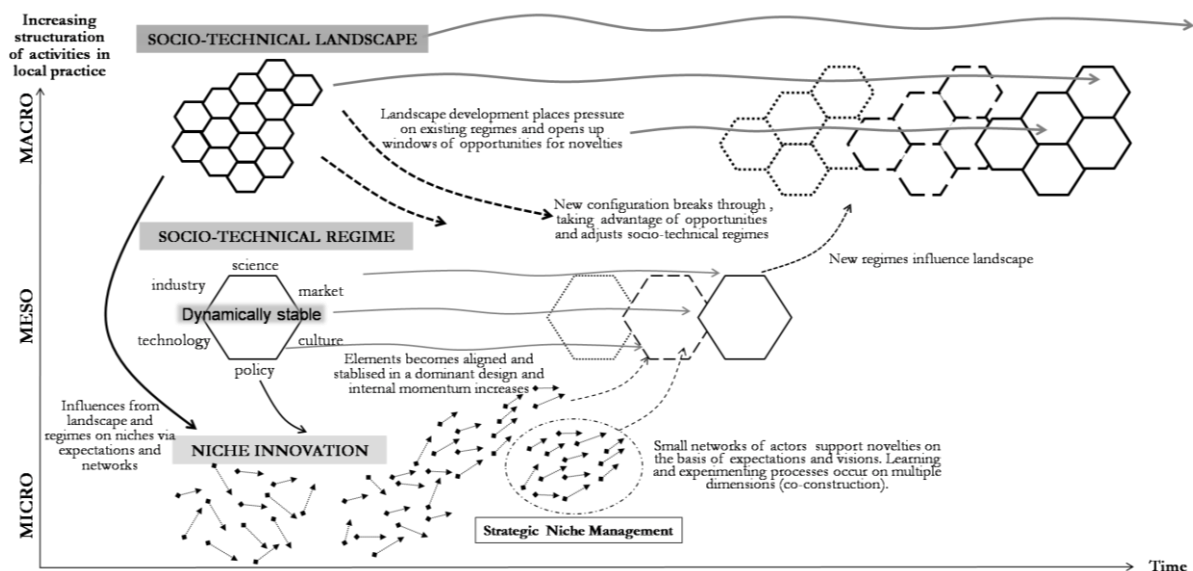 Increasing
structuration
of activities in
local practice
SOCIO-TECHNICAL LANDSCAPE
MACRO
Landscape development places pressure
on existing regimes and opens up
windows of opportunities for novelties
New configuration breaks through ,
taking advantage of opportunities
and adjusts socio-technical regimes
SOCIO-TECHNICAL REGIME
New regimes influence landscape
MESO
science
industry
market
Dynamically stable
technology
culture
policy
Elements becomes aligned and
stablised in a dominant design and
internal momentum increases
Influences from
landscape and
regimes on niches via
expectations and
networks
NICHE INNOVATION
MICRO
Small networks of actors support novelties on
the basis of expectations and visions. Learning
and experimenting processes occur on multiple
dimensions (co-construction).
Strategic Niche Management
Time